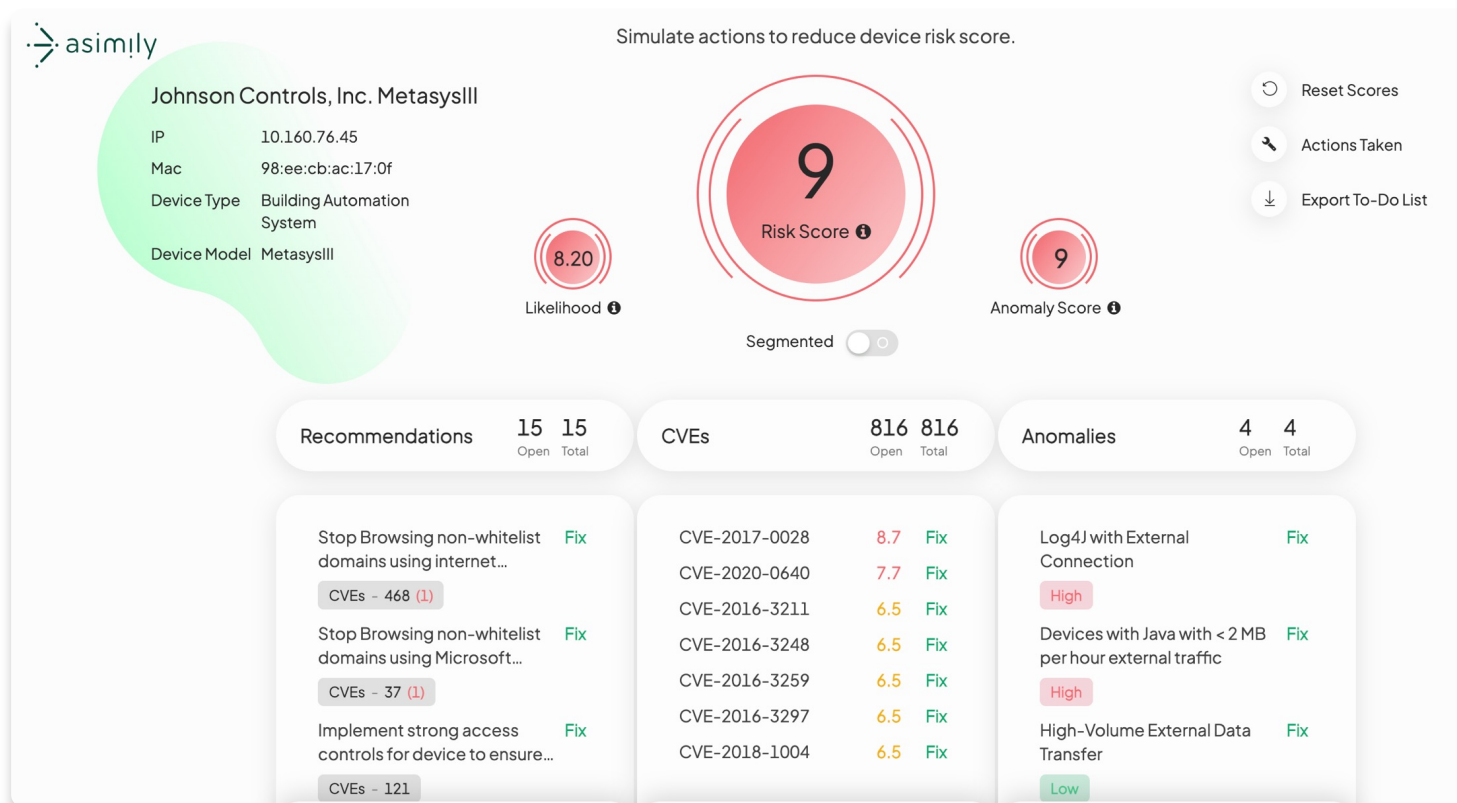 asimily
Simulate actions to reduce device risk score.
Johnson Controls, Inc. MetasysIII
IP 10.160.76.45
Mac 98:ee:cb:ac:17:0f
Device Type Building Automation
System
Device Model MetasysIII
9
Risk Score
8.20
Likelihood
9
Anomaly Score
Segmented
Reset Scores
Actions Taken
Export To-Do List
Recommendations 15 15
Open Total
CVEs 816 816
Open Total
Anomalies 4 4
Open Total
Stop Browsing non-whitelist Fix
domains using internet...
CVEs - 468 (1)
Stop Browsing non-whitelist Fix
domains using Microsoft...
CVEs - 37 (1)
Implement strong access Fix
controls for device to ensure...
CVEs - 121
CVE-2017-0028 8.7 Fix
CVE-2020-0640 7.7 Fix
CVE-2016-3211 6.5 Fix
CVE-2016-3248 6.5 Fix
CVE-2016-3259 6.5 Fix
CVE-2016-3297 6.5 Fix
CVE-2018-1004 6.5 Fix
Log4J with External Fix
Connection
High
Devices with Java with < 2 MB Fix
per hour external traffic
High
High-Volume External Data Fix
Transfer
Low